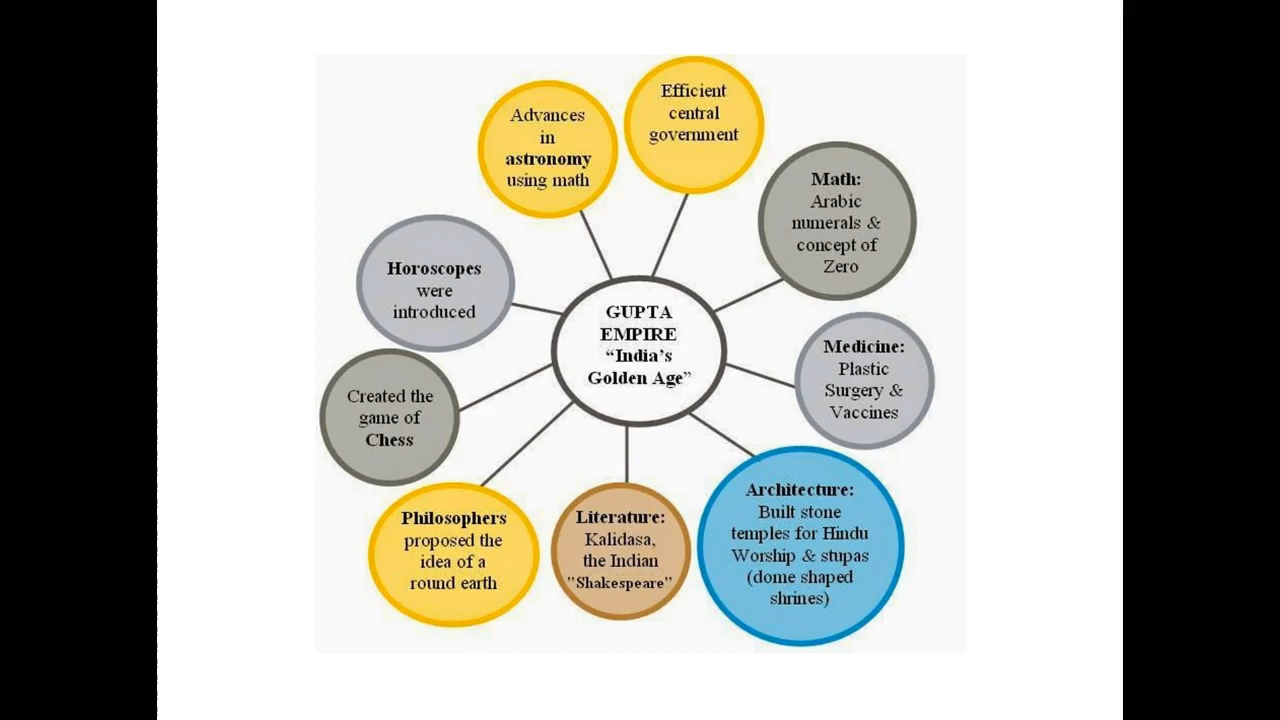 GUPTA
EMPIRE
“India’s
Golden Age”
Efficient
central
government
Math:
Arabic
numerals &
concept of
Zero
Medicine:
Plastic
Surgery &
Vaccines
Architecture:
Built stone
temples for Hindu
Worship & stupas
(dome shaped
shrines)
Literature:
Kalidasa,
the Indian
"Shakespeare"
Philosophers
proposed the
idea of a
round earth
Created the
game of
Chess
Horoscopes
were
introduced
Advances
in
astronomy
using math